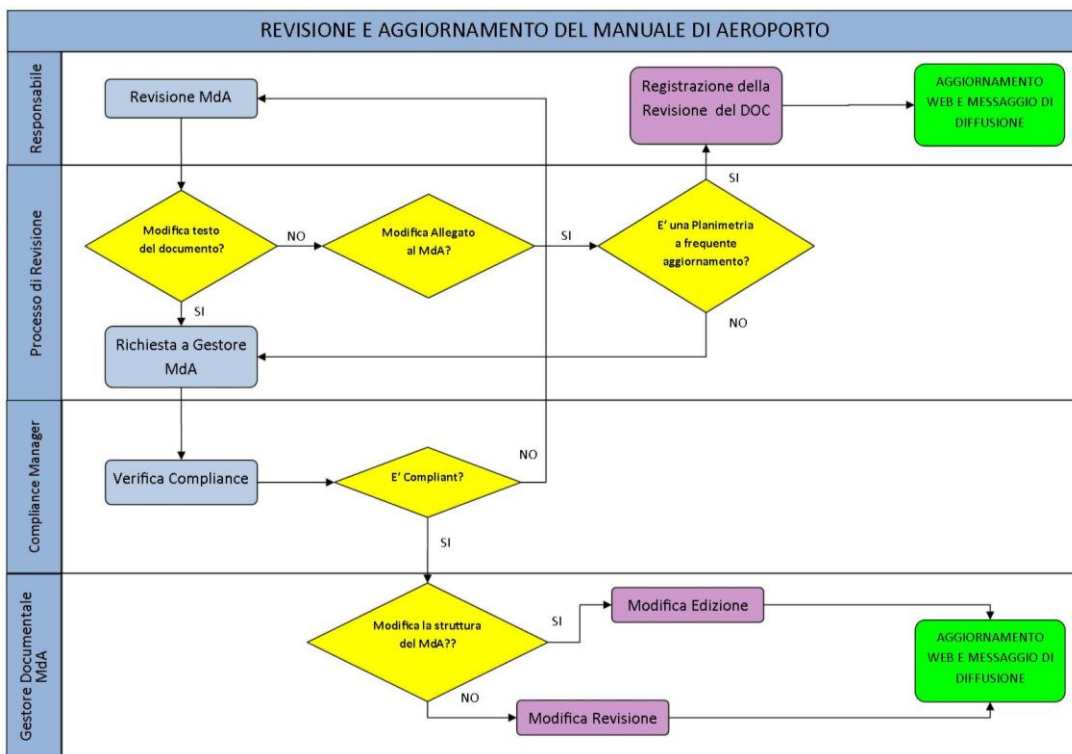 REVISIONE E AGGIORNAMENTO DEL MANUALE DI AEROPORTO
Responsabile
Revisione MdA
Registrazione della
Revisione del DOC
AGGIORNAMENTO
WEB E MESSAGGIO DI
DIFFUSIONE
Processo di Revisione
Modifica testo
del documento?
NO
Modifica Allegato
al MdA?
SI
E' una Planimetria
a frequente
aggiornamento?
SI
NO
SI
Richiesta a Gestore
MdA
Compliance Manager
Verifica Compliance
E' Compliant?
NO
SI
Gestore Documentale
MdA
Modifica la struttura
del MdA??
SI
Modifica Edizione
NO
Modifica Revisione
AGGIORNAMENTO
WEB E MESSAGGIO DI
DIFFUSIONE